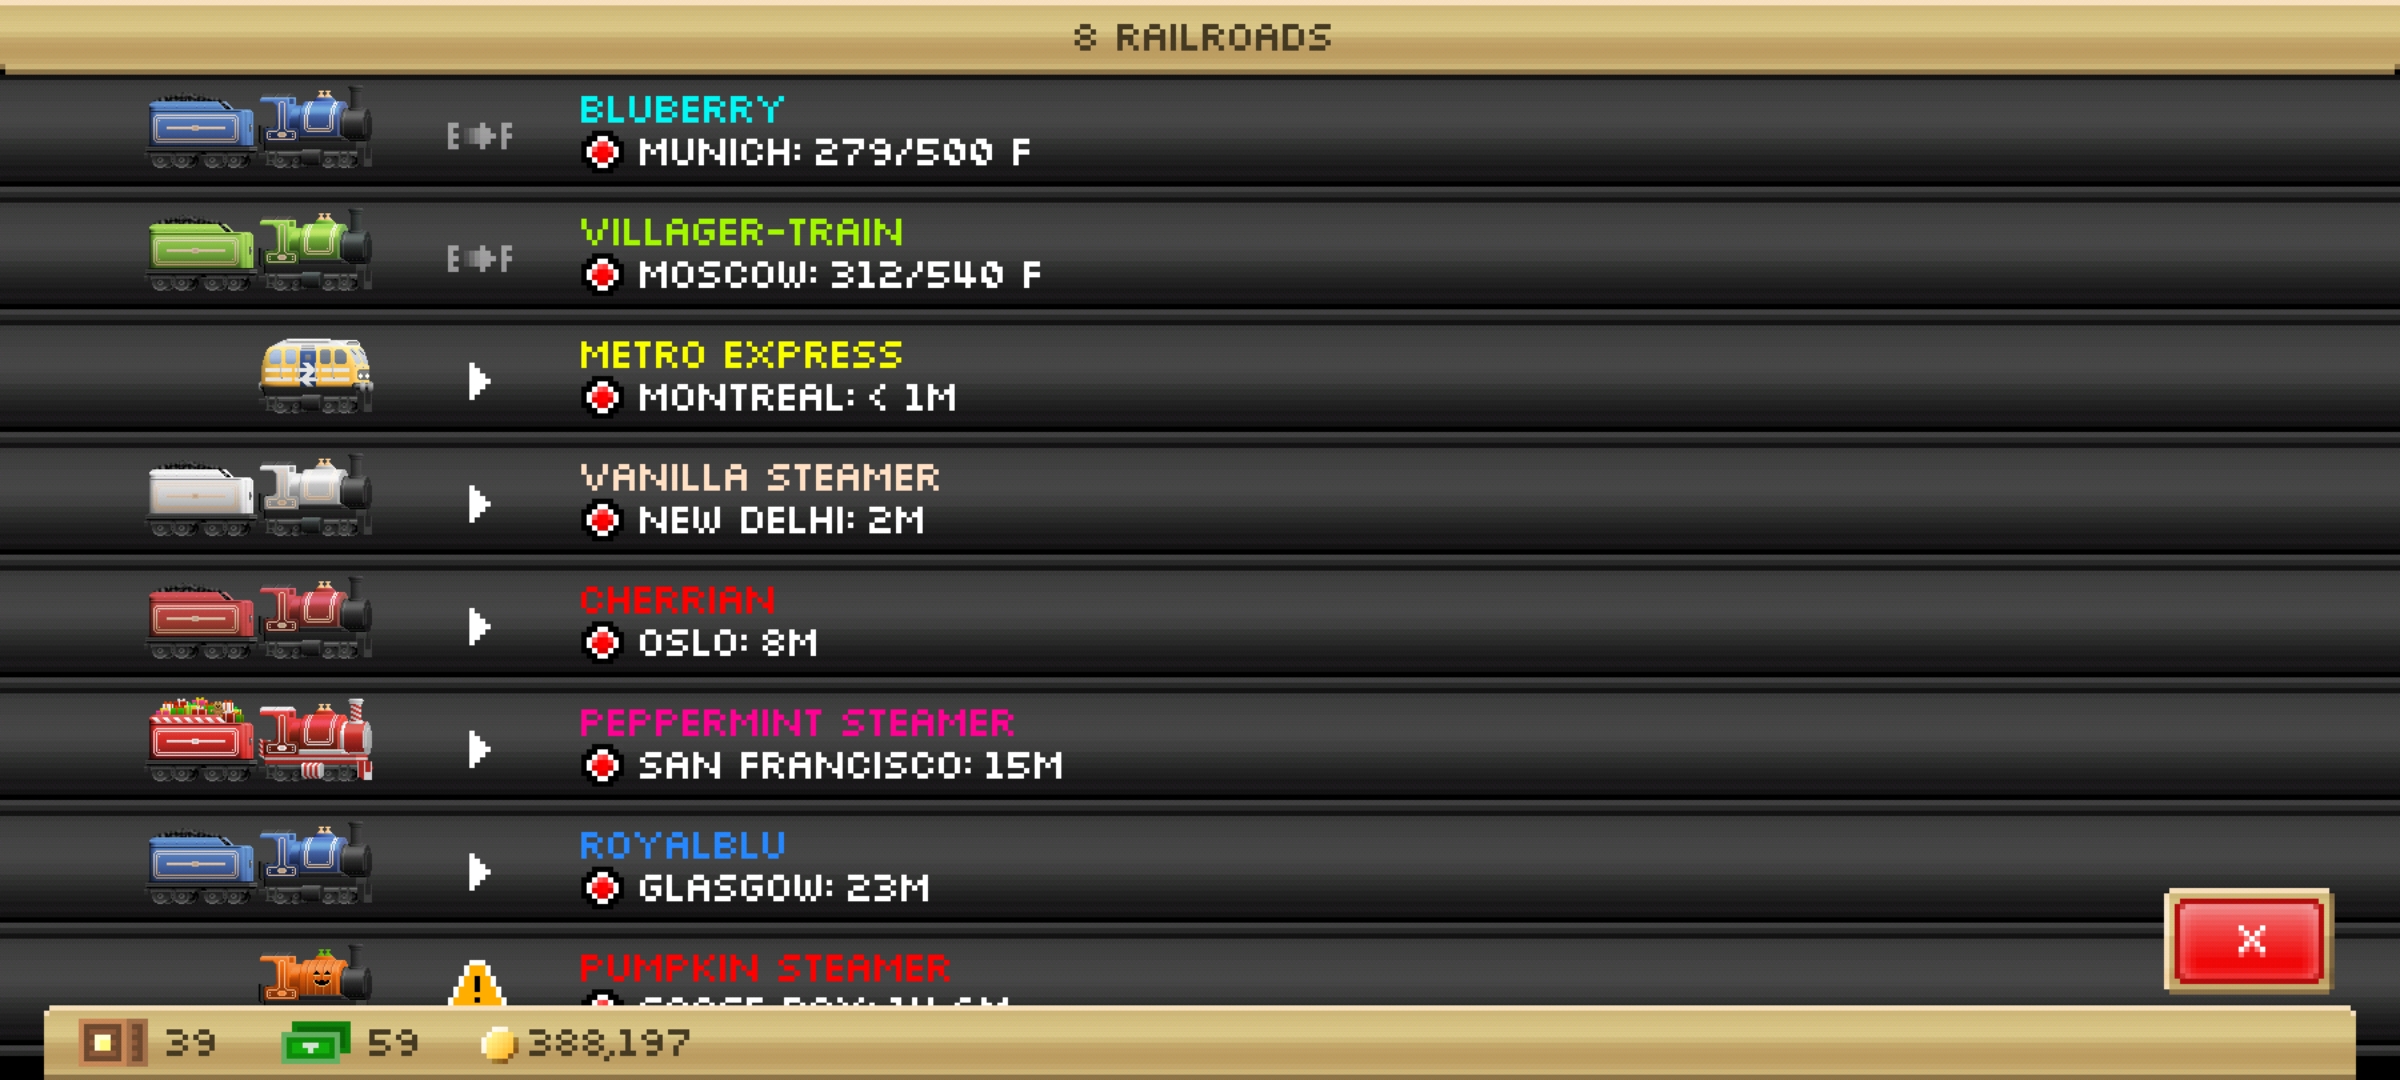 8 RAILROADS
BLUBERRY
E F
MUNICH: 279/500 F
VILLAGER-TRAIN
E F
MOSCOW: 312/540 F
METRO EXPRESS
MONTREAL: < 1M
VANILLA STEAMER
NEW DELHI: 2M
CHERRIAN
OSLO: 8M
PEPPERMINT STEAMER
SAN FRANCISCO: 15M
ROYALBLU
GLASGOW: 23M
X
PUMPKIN STEAMER
39 59 388,197